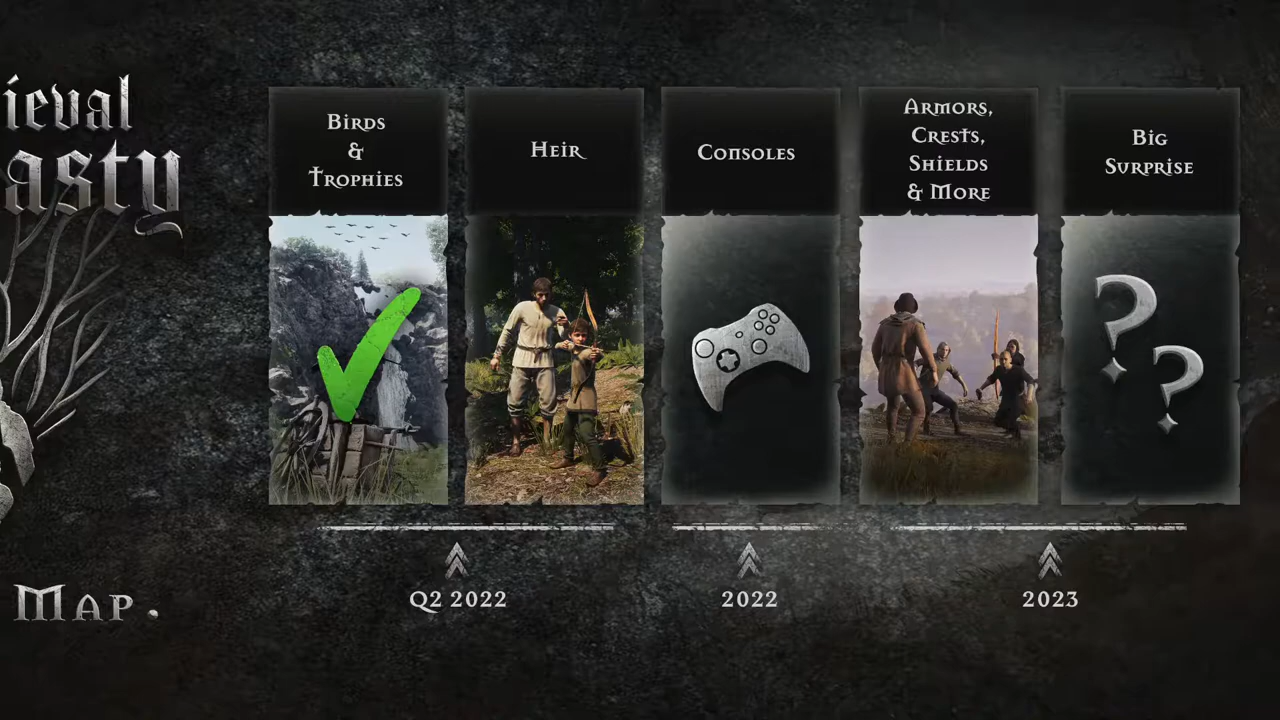 ieval
asty
Map.
Birds
&
Trophies
Heir
Consoles
Armors,
Crests,
Shields
& More
Big
Surprise
??
Q2 2022
2022
2023